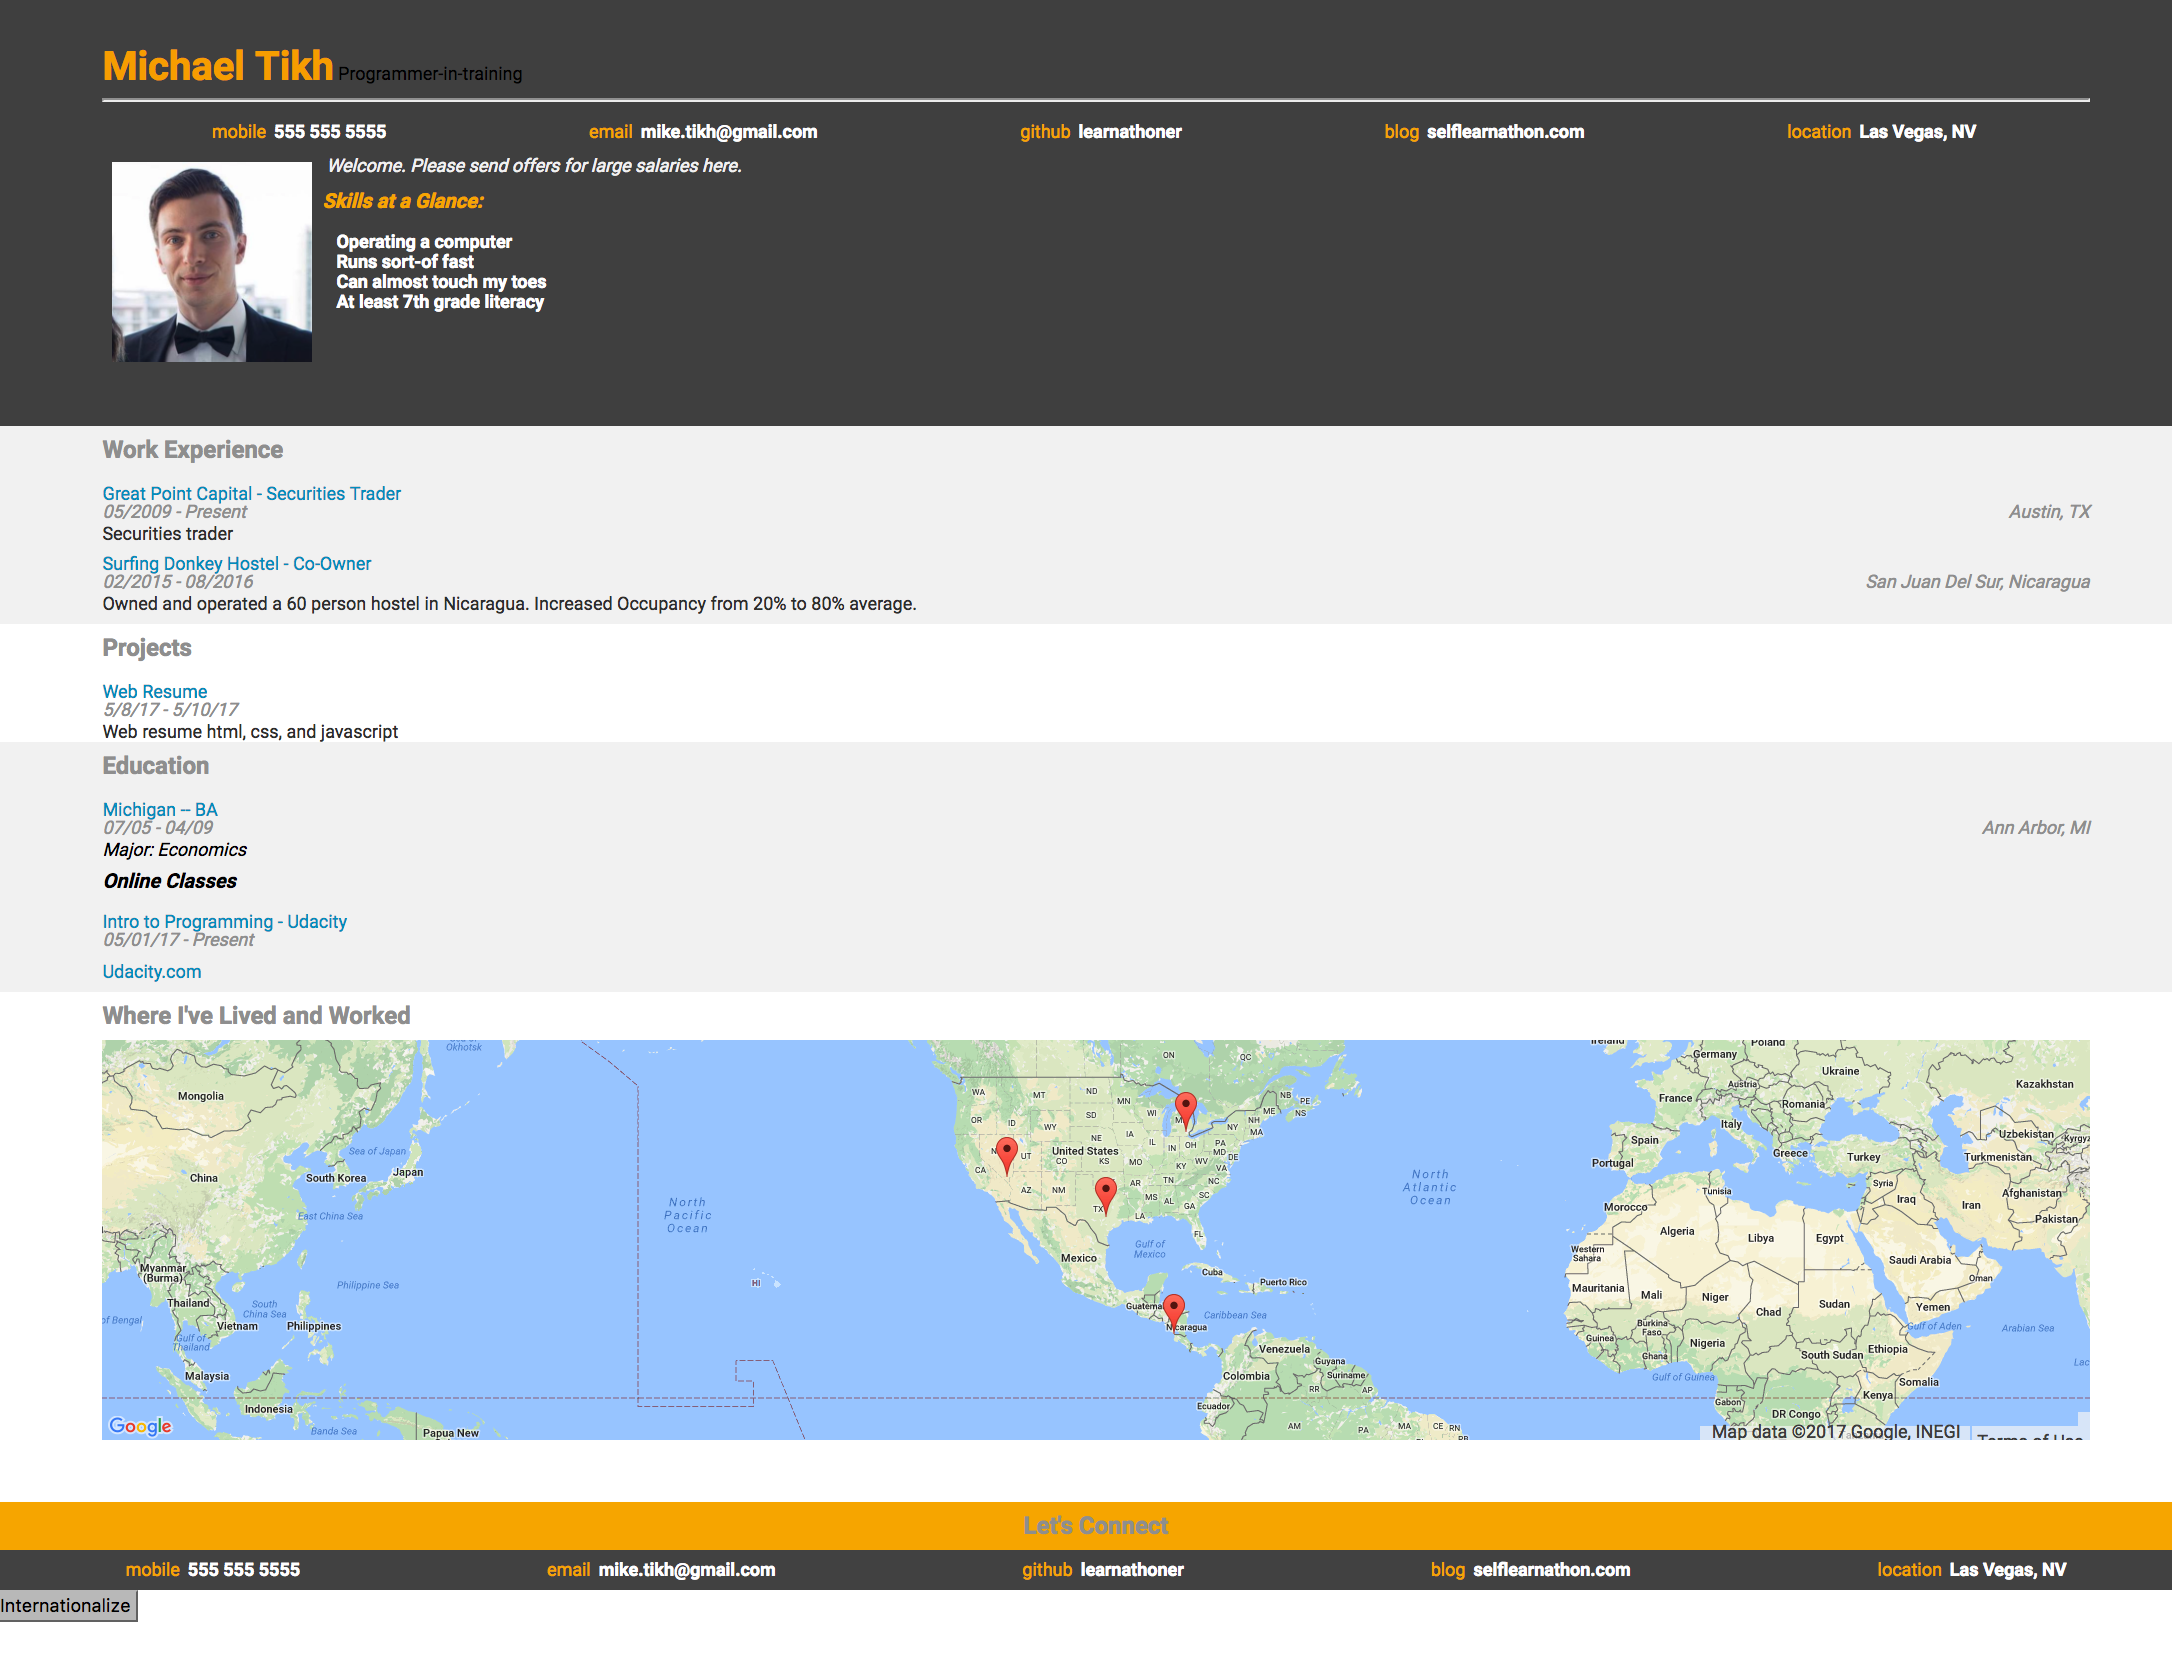 Michael Tikh Programmer-in-training
mobile 555 555 5555 email mike.tikh@gmail.com github learnathoner blog selflearnathon.com location Las Vegas, NV
Welcome. Please send offers for large salaries here.
Skills at a Glance:
Operating a computer
Runs sort-of fast
Can almost touch my toes
At least 7th grade literacy
Work Experience
Great Point Capital - Securities Trader
05/2009 - Present Austin, TX
Securities trader
Surfing Donkey Hostel - Co-Owner
02/2015 - 08/2016 San Juan Del Sur, Nicaragua
Owned and operated a 60 person hostel in Nicaragua. Increased Occupancy from 20% to 80% average.
Projects
Web Resume
5/8/17 - 5/10/17
Web resume html, css, and javascript
Education
Michigan -- BA
07/05 - 04/09 Ann Arbor, MI
Major: Economics
Online Classes
Intro to Programming - Udacity
05/01/17 - Present
Udacity.com
Where I've Lived and Worked
Okhotsk
Mongolia
China
Sea of Japan
South Korea
Japan
East China Sea
Myanmar
(Burma)
Thailand
South
China Sea
Philippine Sea
of Bengal
Gulf of
Thailand
Vietnam
Philippines
Malaysia
Indonesia
Banda Sea
Papua New
North
Pacific
Ocean
HI
ON
QC
WA
MT
ND
MN
OR
ID
SD
WI
WY
NB
PE
ME
NS
NH
NY
MA
NE
IA
IL
IN
OH
PA
MD
DE
UT
United States
CO
KS
MO
KY
WV
VA
CA
AZ
NM
AR
TN
NC
MS
AL
SC
GA
TX
LA
FL
Gulf of
Mexico
Mexico
Cuba
Puerto Rico
Caribbean Sea
Nicaragua
Venezuela
Guyana
Suriname
Colombia
RR
AP
Ecuador
AM
PA
MA
CE
RN
PB
North
Atlantic
Ocean
Ireland
Germany
Poland
Ukraine
Kazakhstan
Austria
France
Romania
Italy
Uzbekistan
Spain
Greece
Turkey
Turkmenistan
Portugal
Syria
Tunisia
Iraq
Iran
Afghanistan
Morocco
Pakistan
Algeria
Libya
Egypt
Western
Sahara
Saudi Arabia
Oman
Mauritania
Mali
Niger
Chad
Sudan
Yemen
Gulf of Aden
Arabian Sea
Burkina
Faso
Guinea
Ghana
Nigeria
South Sudan
Ethiopia
Gulf of Guinea
Somalia
Gabon
Kenya
DR Congo
Google
Map data ©2017 Google, INEGI
Terms of Use
Let's Connect
mobile 555 555 5555 email mike.tikh@gmail.com github learnathoner blog selflearnathon.com location Las Vegas, NV
Internationalize